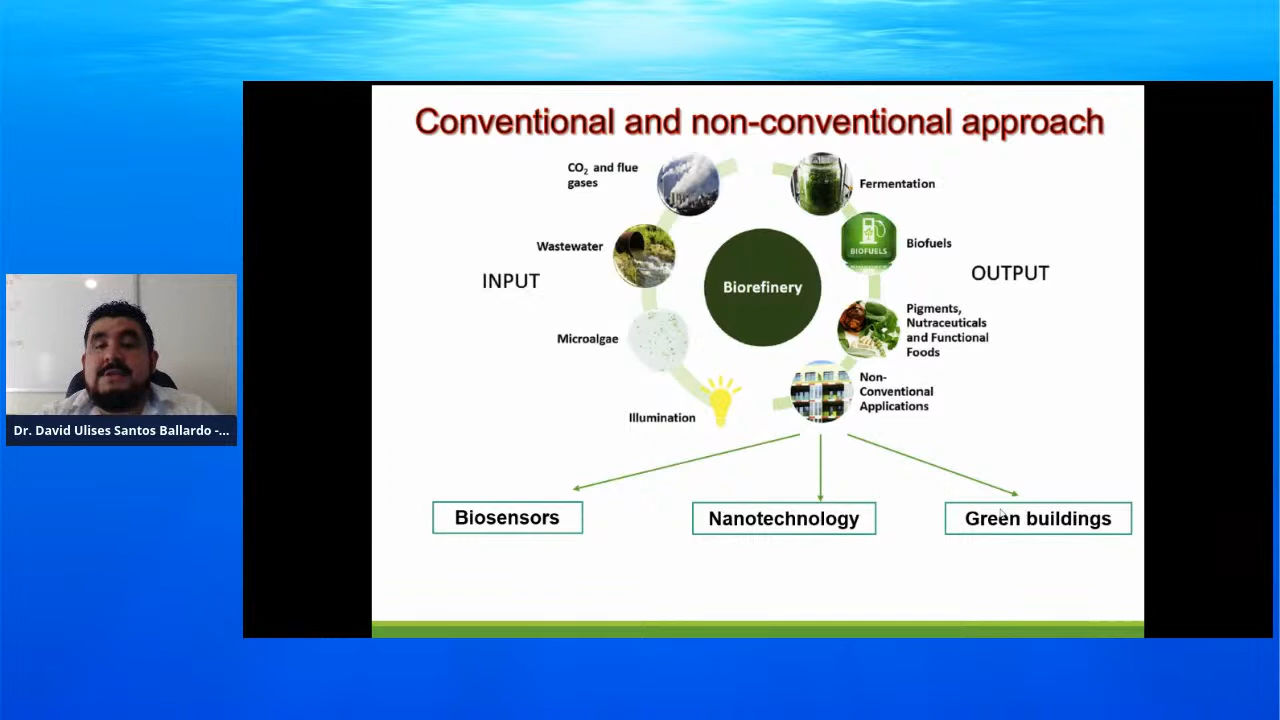 Conventional and non-conventional approach
CO₂ and flue
gases
Fermentation
Wastewater
Biofuels
BIOFUELS
INPUT
OUTPUT
Biorefinery
Microalgae
Pigments,
Nutraceuticals
and Functional
Foods
Non-
Conventional
Applications
Illumination
Biosensors
Nanotechnology
Green buildings
Dr. David Ulises Santos Ballardo -...